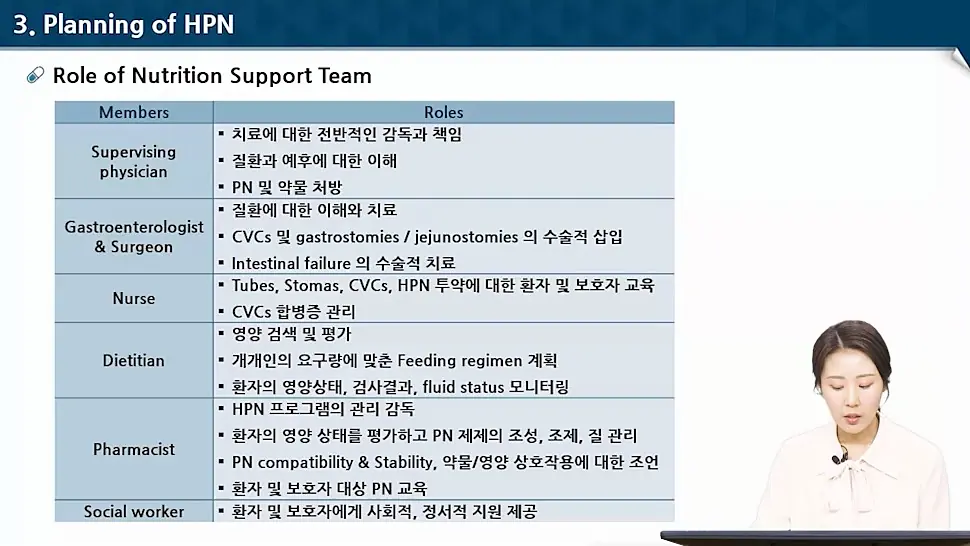 3. Planning of HPN
Role of Nutrition Support Team
Members
Roles
Supervising
physician
▪ 치료에 대한 전반적인 감독과 책임
▪ 질환과 예후에 대한 이해
▪ PN 및 약물 처방
Gastroenterologist
& Surgeon
▪ 질환에 대한 이해와 치료
▪ CVCs 및 gastrostomies / jejunostomies 의 수술적 삽입
▪ Intestinal failure 의 수술적 치료
Nurse
▪ Tubes, Stomas, CVCs, HPN 투약에 대한 환자 및 보호자 교육
▪ CVCs 합병증 관리
Dietitian
▪ 영양 검색 및 평가
▪ 개개인의 요구량에 맞춘 Feeding regimen 계획
▪ 환자의 영양상태, 검사결과, fluid status 모니터링
Pharmacist
▪ HPN 프로그램의 관리 감독
▪ 환자의 영양 상태를 평가하고 PN 제제의 조성, 조제, 질 관리
▪ PN compatibility & Stability, 약물/영양 상호작용에 대한 조언
▪ 환자 및 보호자 대상 PN 교육
Social worker
▪ 환자 및 보호자에게 사회적, 정서적 지원 제공